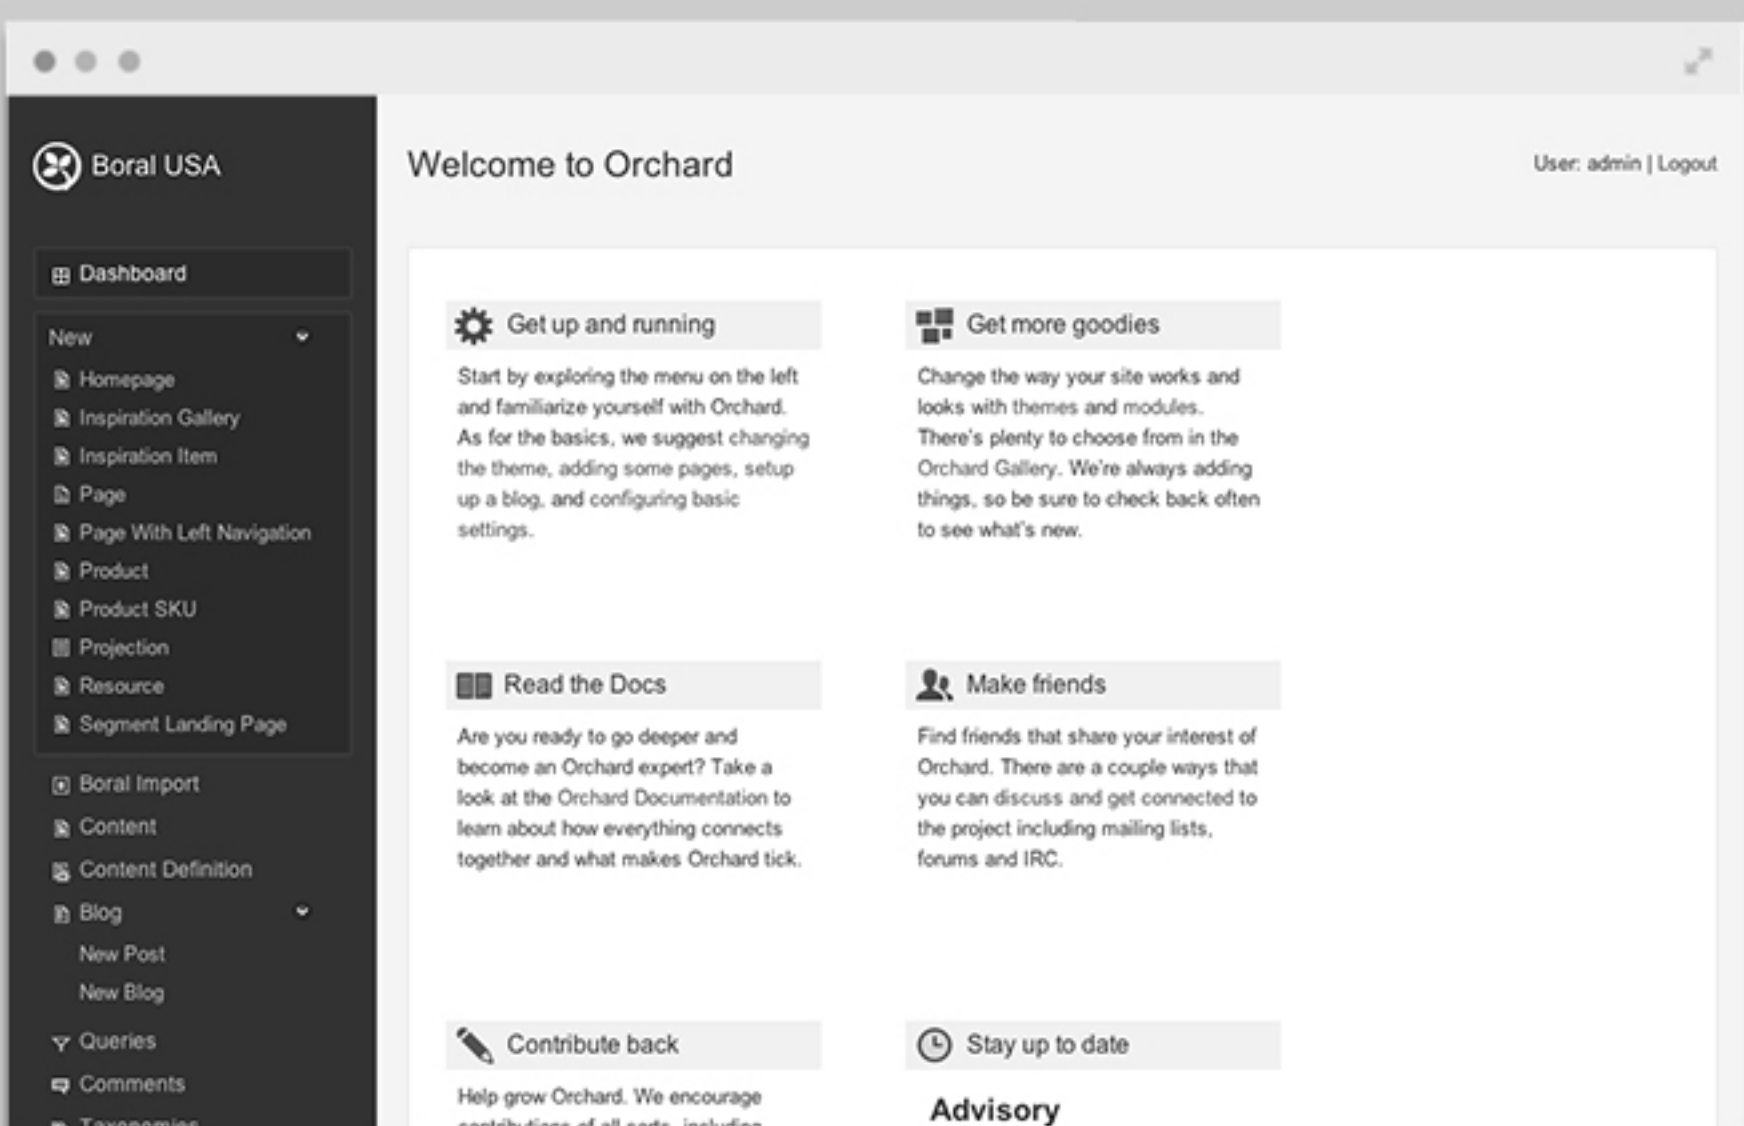 Boral USA
Welcome to Orchard
User: admin | Logout
Dashboard
New
Homepage
Inspiration Gallery
Inspiration Item
Page
Page With Left Navigation
Product
Product SKU
Projection
Resource
Segment Landing Page
Boral Import
Content
Content Definition
Blog
New Post
New Blog
Queries
Comments
Taxonomies
Get up and running
Start by exploring the menu on the left
and familiarize yourself with Orchard.
As for the basics, we suggest changing
the theme, adding some pages, setup
up a blog, and configuring basic
settings.
Get more goodies
Change the way your site works and
looks with themes and modules.
There's plenty to choose from in the
Orchard Gallery. We're always adding
things, so be sure to check back often
to see what's new.
Read the Docs
Are you ready to go deeper and
become an Orchard expert? Take a
look at the Orchard Documentation to
learn about how everything connects
together and what makes Orchard tick.
Make friends
Find friends that share your interest of
Orchard. There are a couple ways that
you can discuss and get connected to
the project including mailing lists,
forums and IRC.
Contribute back
Help grow Orchard. We encourage
contributions of all sorts, including
Stay up to date
Advisory